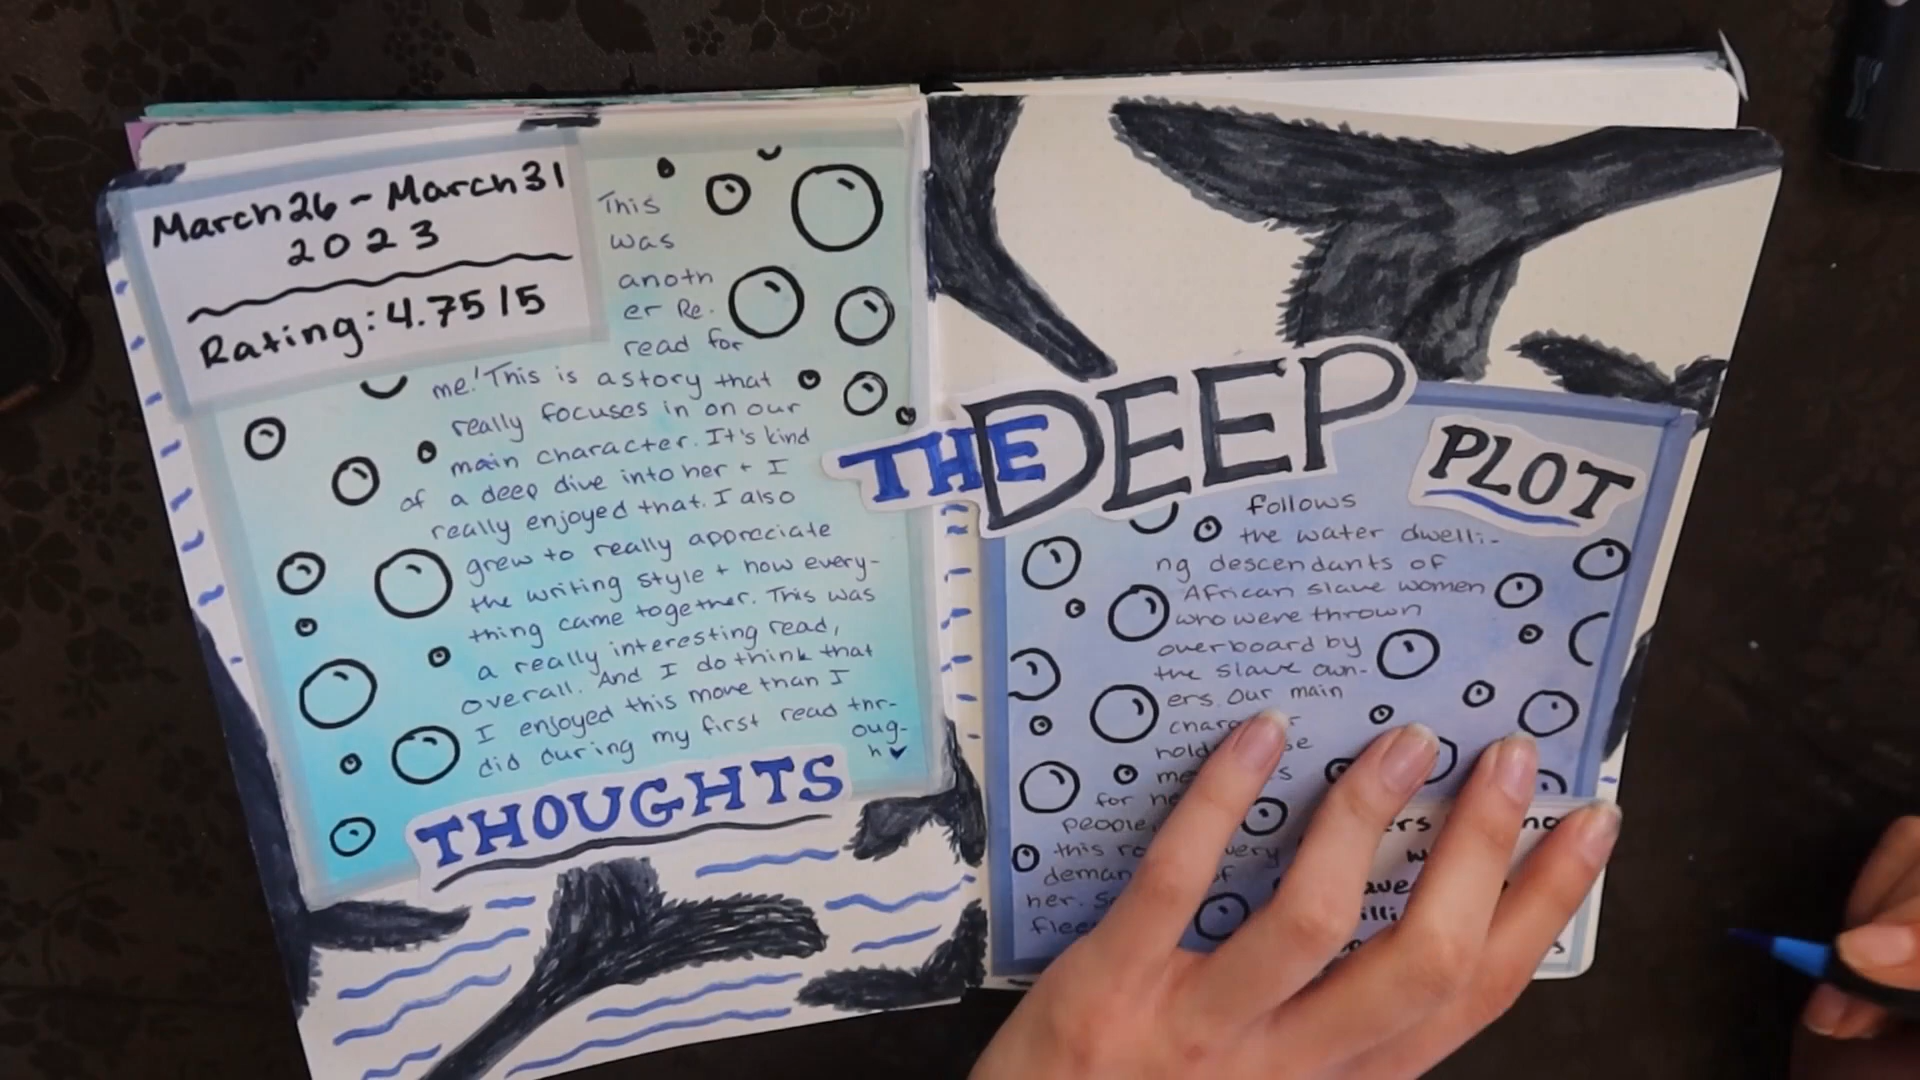 March 26 - March 31
2023
Rating: 4.75/5
This
was
anoth
er Re-
read for
me! This is a story that
really focuses in on our
main character. It's kind
of a deep dive into her + I
really enjoyed that. I also
grew to really appreciate
the writing style + how every-
thing came together. This was
a really interesting read,
overall. And I do think that
I enjoyed this more than I
did during my first read thr-
oug-
h
THOUGHTS
THE DEEP
PLOT
follows
the water dwelli-
ng descendants of
African slave women
who were thrown
overboard by
the slave own-
ers. Our main
holds
for
people,
this
very
of
her.